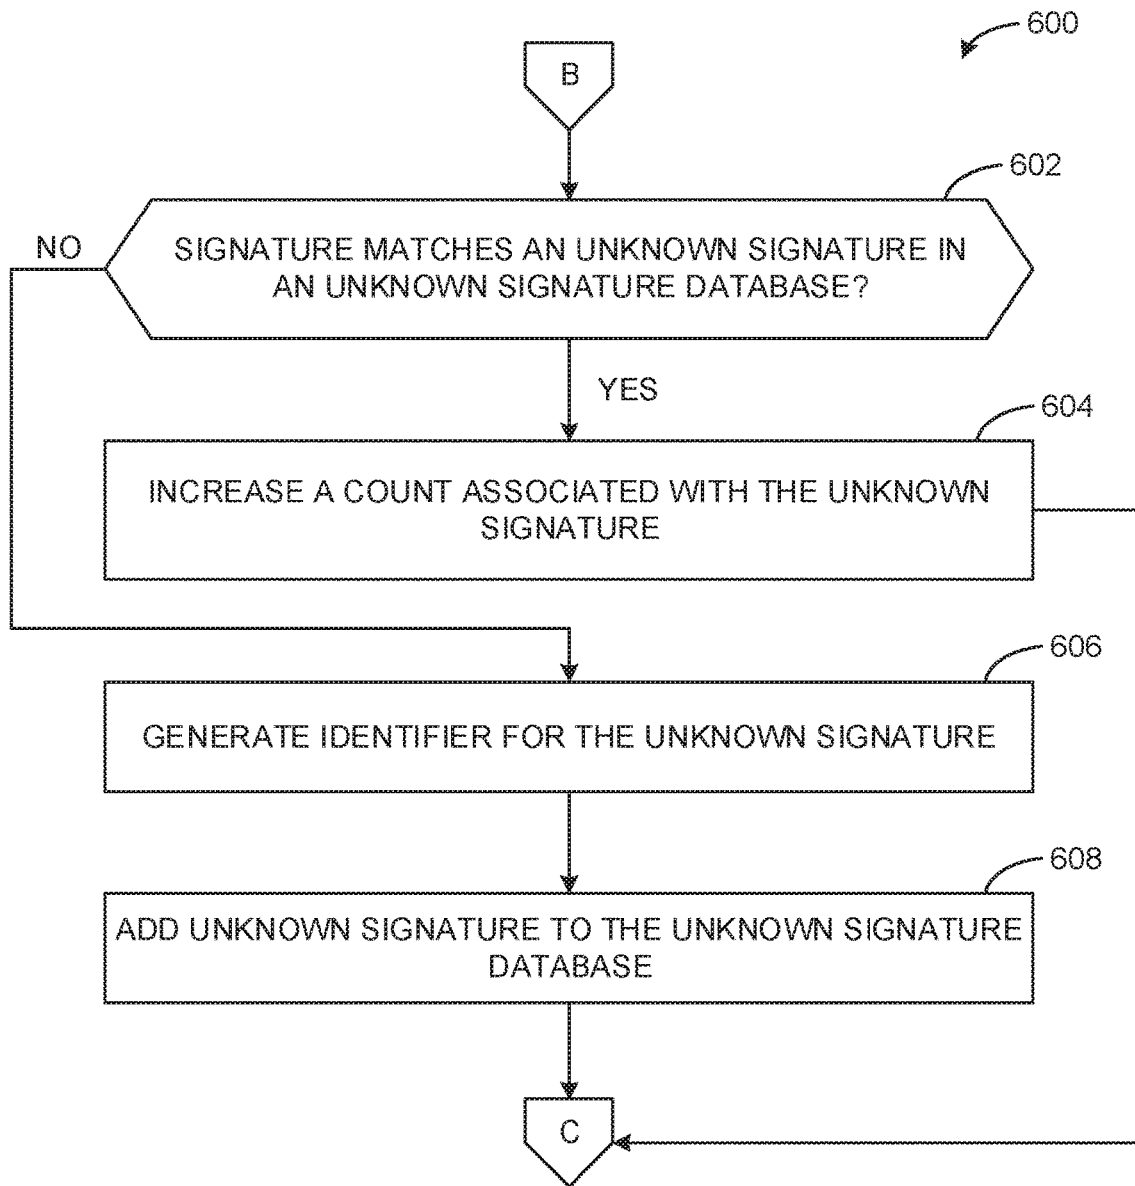 600
B
602
SIGNATURE MATCHES AN UNKNOWN SIGNATURE IN
AN UNKNOWN SIGNATURE DATABASE?
NO
YES
604
INCREASE A COUNT ASSOCIATED WITH THE UNKNOWN
SIGNATURE
606
GENERATE IDENTIFIER FOR THE UNKNOWN SIGNATURE
608
ADD UNKNOWN SIGNATURE TO THE UNKNOWN SIGNATURE
DATABASE
C